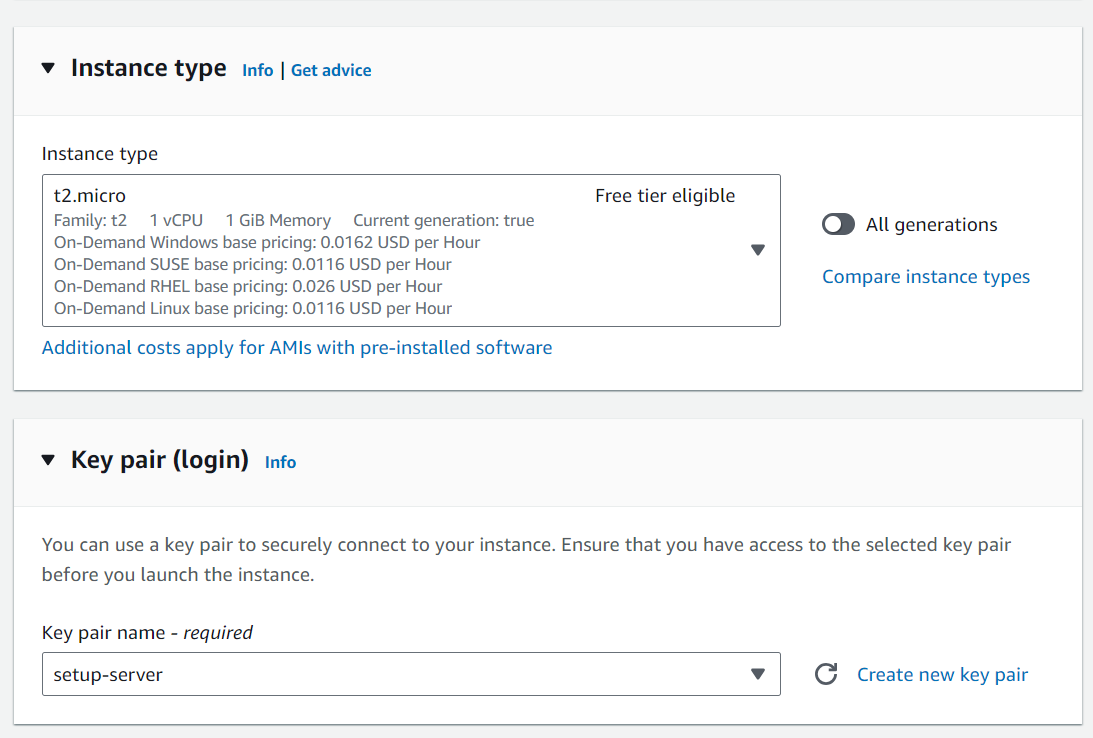 Instance type Info | Get advice
Instance type
t2.micro Free tier eligible
Family: t2 1 vCPU 1 GiB Memory Current generation: true
On-Demand Windows base pricing: 0.0162 USD per Hour
On-Demand SUSE base pricing: 0.0116 USD per Hour
On-Demand RHEL base pricing: 0.026 USD per Hour
On-Demand Linux base pricing: 0.0116 USD per Hour
All generations
Compare instance types
Additional costs apply for AMIs with pre-installed software
Key pair (login) Info
You can use a key pair to securely connect to your instance. Ensure that you have access to the selected key pair
before you launch the instance.
Key pair name - required
setup-server
Create new key pair